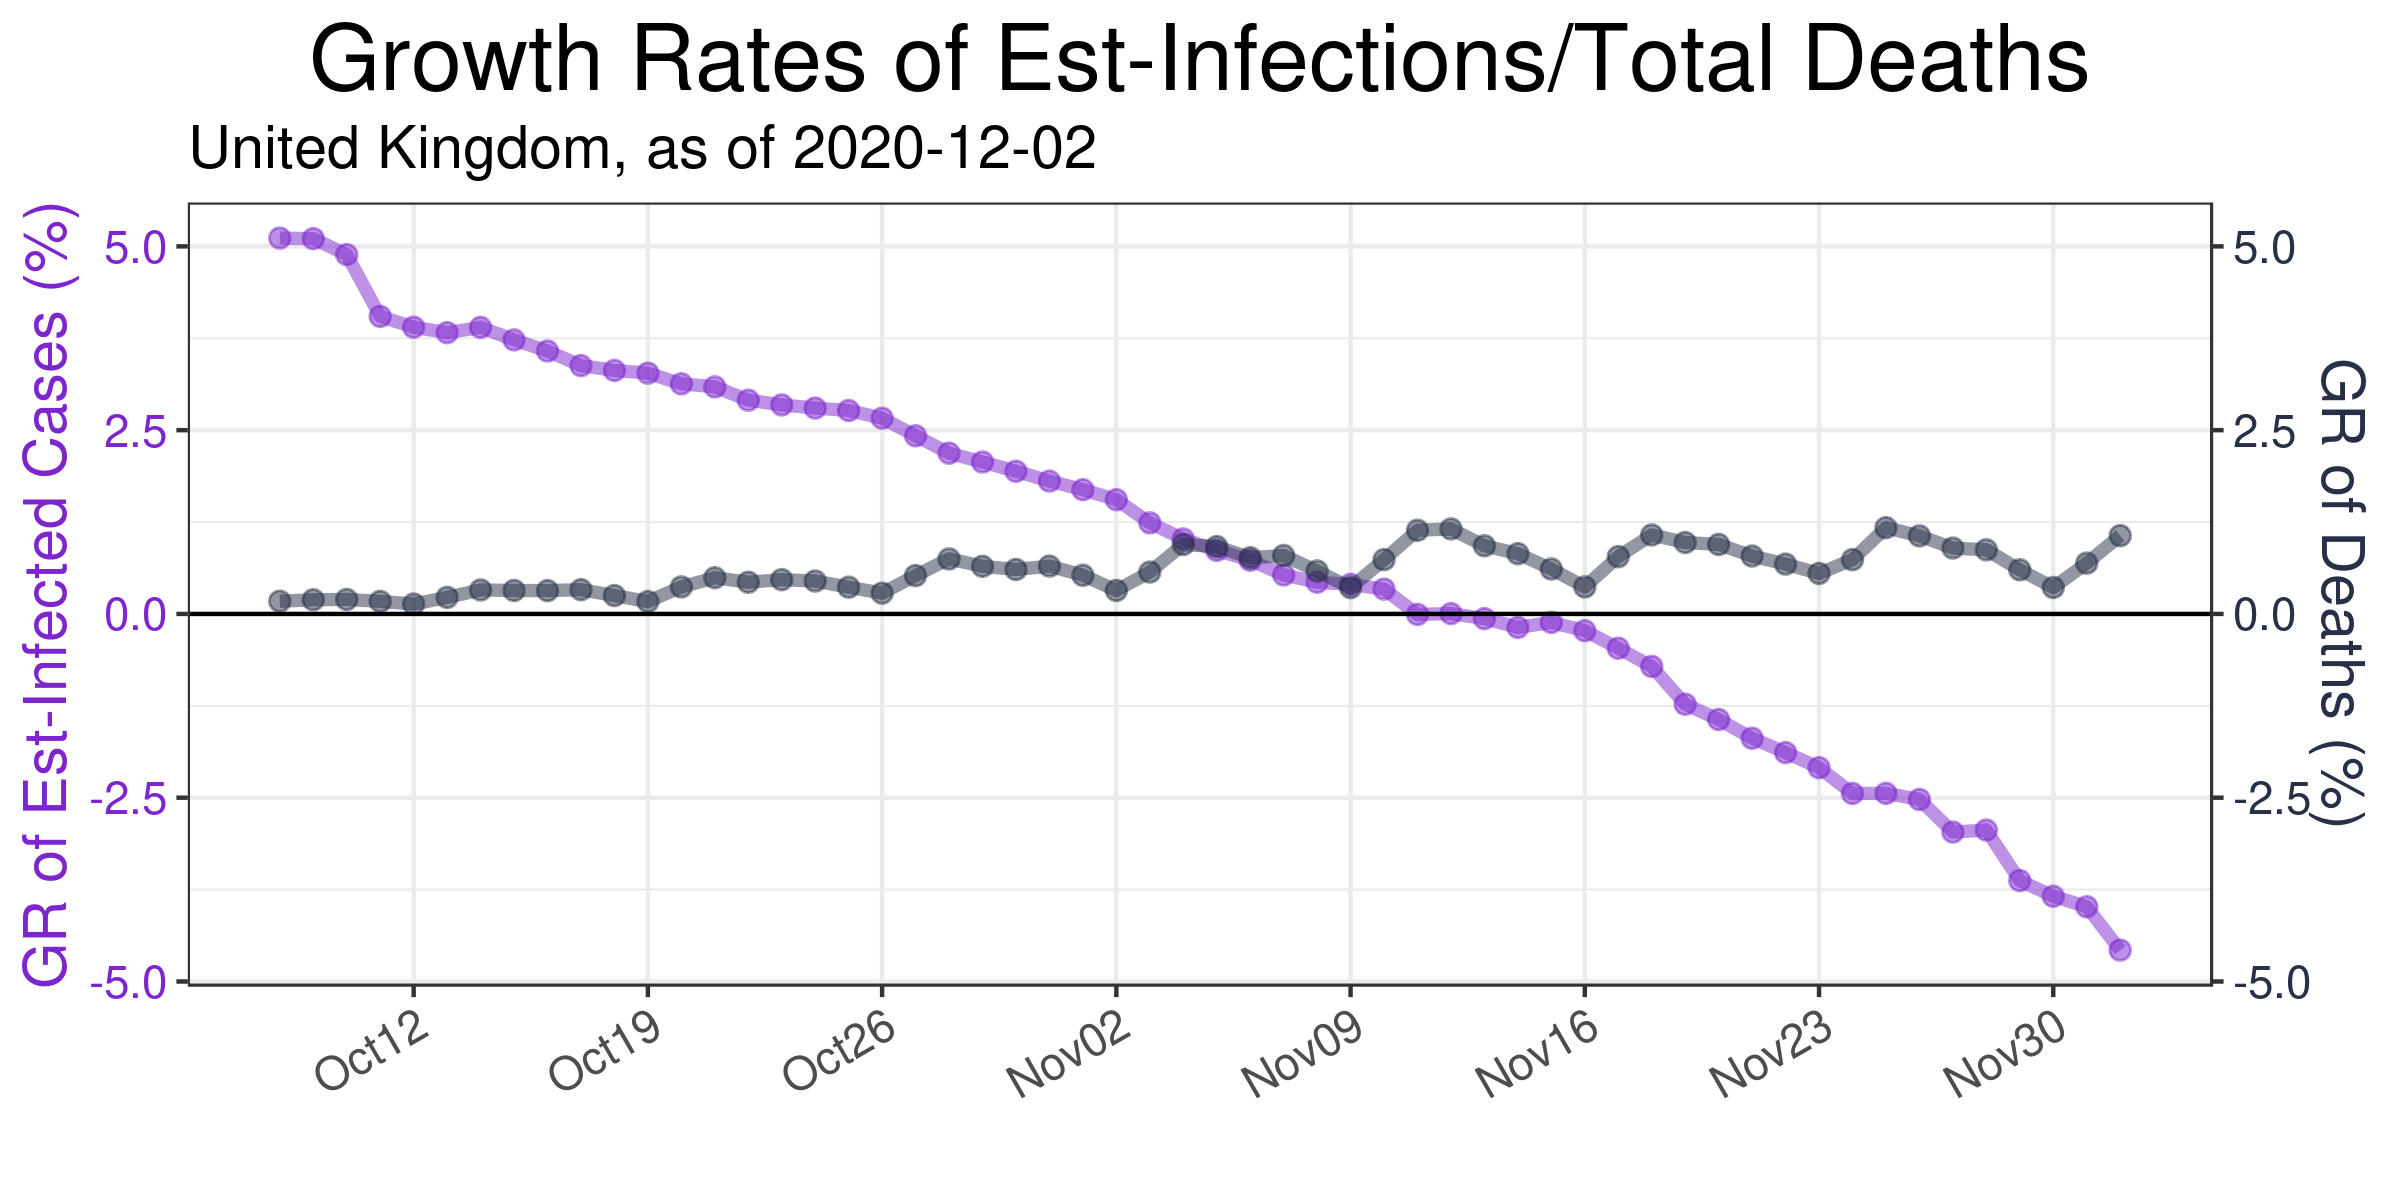 Growth Rates of Est-Infections/Total Deaths
United Kingdom, as of 2020-12-02
GR of Est-Infected Cases (%)
5.0
2.5
0.0
-2.5
-5.0
5.0
2.5
0.0
-2.5
-5.0
GR of Deaths (%)
Oct12 Oct19 Oct26 Nov02 Nov09 Nov16 Nov23 Nov30